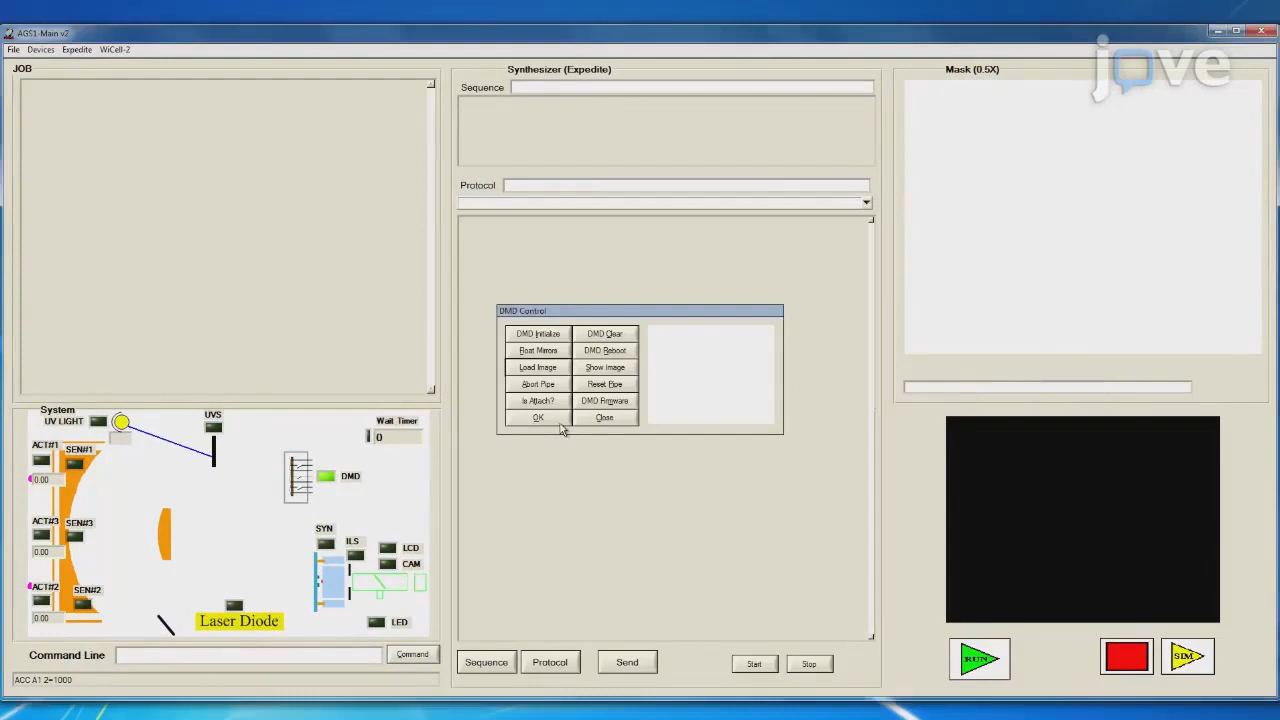 AGS1-Main v2
File Devices Expedite WiCell-2
jove
JOB
Synthesizer (Expedite)
Mask (0.5X)
Sequence
Protocol
DMD Control
DMD Initialize DMD Clear
Float Mirrors DMD Reboot
Load Image Show Image
Abort Pipe Reset Pipe
Is Attach? DMD Firmware
OK Close
System
UV LIGHT
UVS
Wait Timer
0
ACT#1
SEN#1
0.00
DMD
ACT#3
SEN#3
0.00
SYN
ILS
LCD
CAM
ACT#2
SEN#2
0.00
Laser Diode
LED
Command Line
Command
Sequence Protocol Send Start Stop
RUN
SIM
ACC A1 2=1000